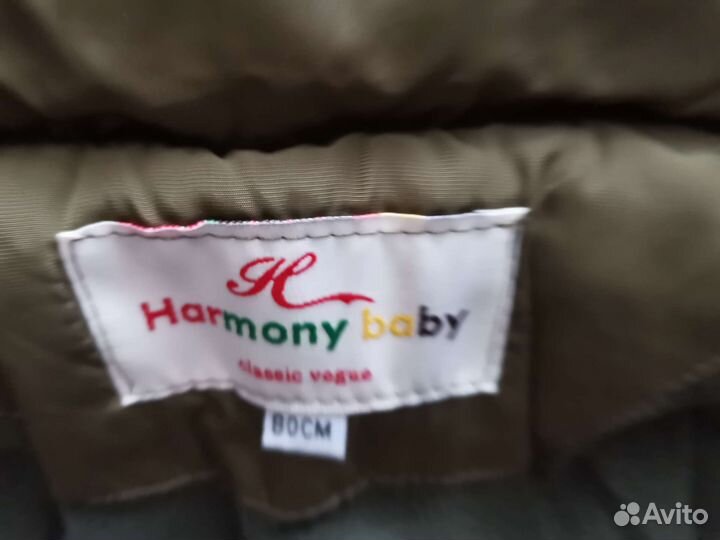 H
Harmony baby
classic vogue
80CM
Avito